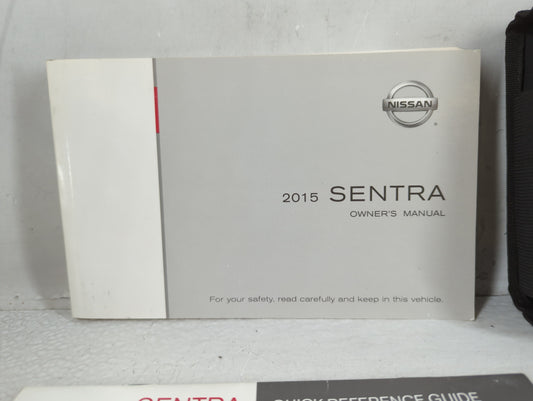 NISSAN
2015 SENTRA
OWNER'S MANUAL
For your safety, read carefully and keep in this vehicle.
SENTRA QUICK REFERENCE GUIDE